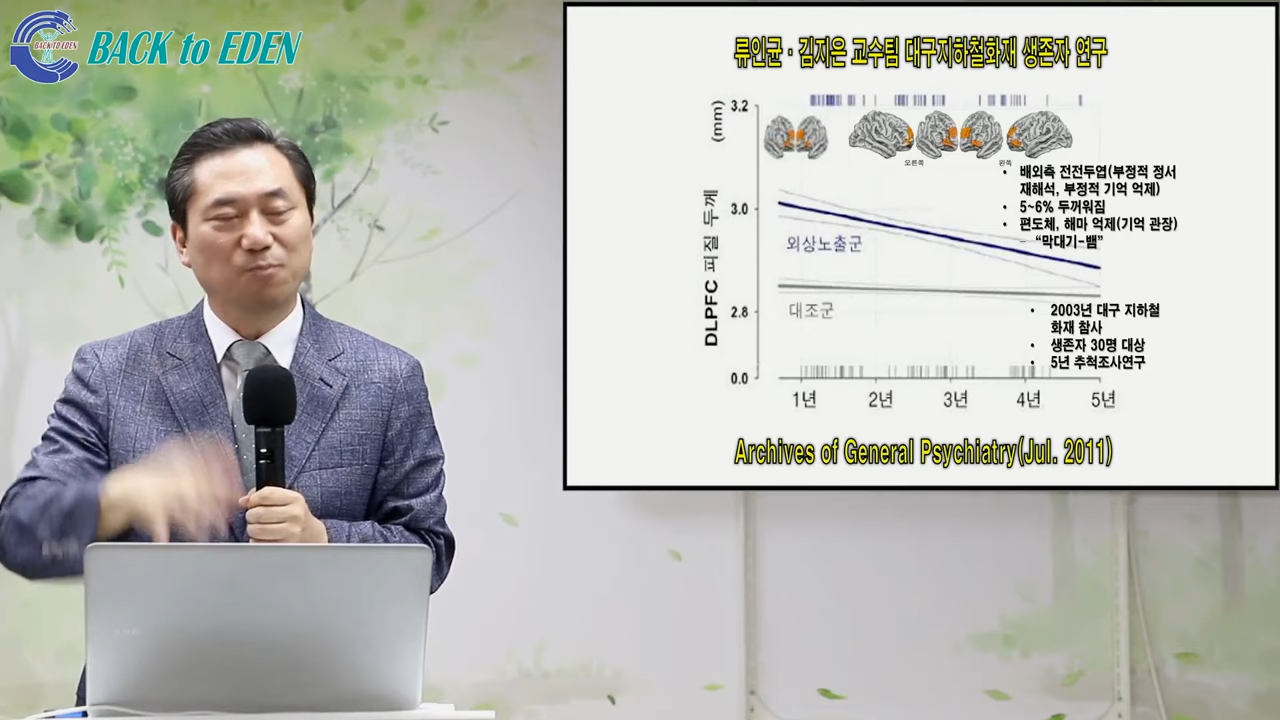 BACK TO EDEN
BACK to EDEN
류인균·김지은 교수팀 대구지하철화재 생존자 연구
DLPFC 피질 두께 (mm)
3.2
3.0
2.8
0.0
오른쪽
왼쪽
• 배외측 전전두엽(부정적 정서
재해석, 부정적 기억 억제)
• 5~6% 두꺼워짐
• 편도체, 해마 억제(기억 관장)
– “막대기-뱀”
외상노출군
대조군
• 2003년 대구 지하철
화재 참사
• 생존자 30명 대상
• 5년 추적조사연구
1년
2년
3년
4년
5년
Archives of General Psychiatry(Jul. 2011)